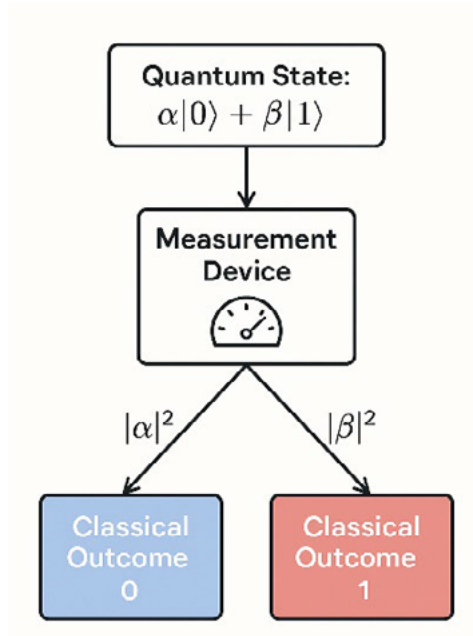 Quantum State:
α|0⟩ + β|1⟩
Measurement
Device
|α|²
|β|²
Classical
Outcome
0
Classical
Outcome
1